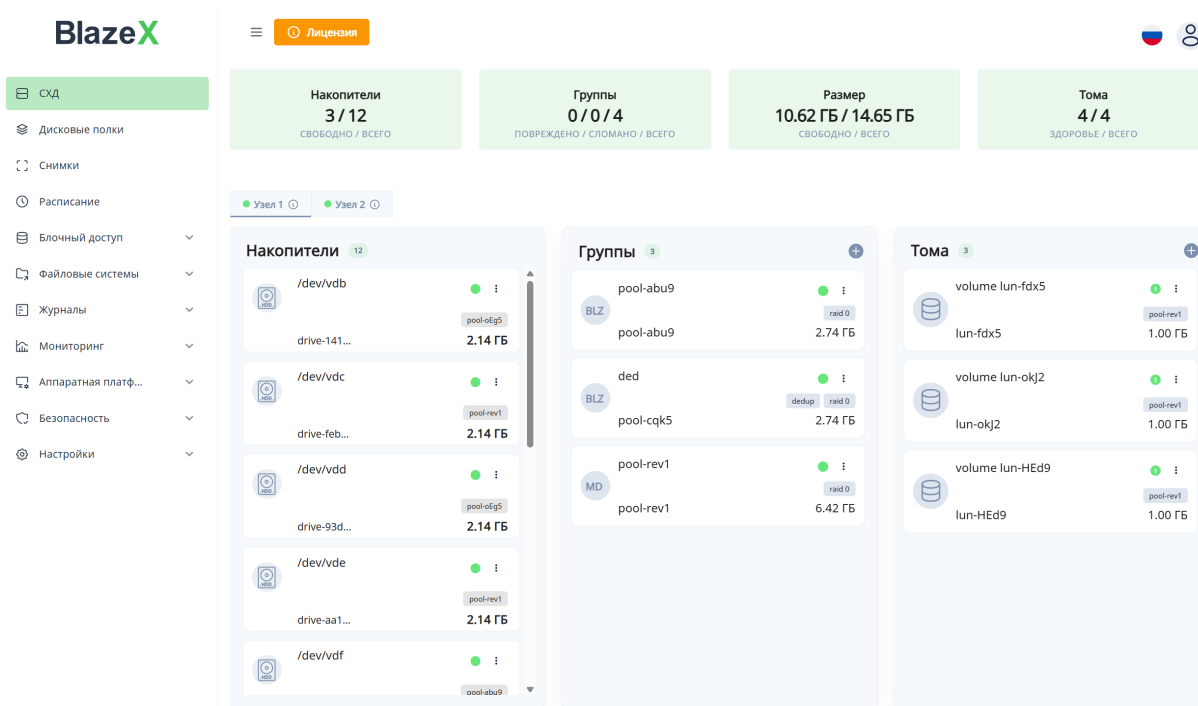 BlazeX
Лицензия
СХД
Дисковые полки
Снимки
Расписание
Блочный доступ
Файловые системы
Журналы
Мониторинг
Аппаратная платф...
Безопасность
Настройки
Накопители
3 / 12
СВОБОДНО / ВСЕГО
Группы
0 / 0 / 4
ПОВРЕЖДЕНО / СЛОМАНО / ВСЕГО
Размер
10.62 ГБ / 14.65 ГБ
СВОБОДНО / ВСЕГО
Тома
4 / 4
ЗДОРОВЬЕ / ВСЕГО
Узел 1
Узел 2
Накопители 12
/dev/vdb
HDD
pool-oEg5
drive-141... 2.14 ГБ
/dev/vdc
HDD
pool-rev1
drive-feb... 2.14 ГБ
/dev/vdd
HDD
pool-oEg5
drive-93d... 2.14 ГБ
/dev/vde
HDD
pool-rev1
drive-aa1... 2.14 ГБ
/dev/vdf
HDD
pool-abu9
Группы 3
pool-abu9
BLZ
raid 0
pool-abu9 2.74 ГБ
ded
BLZ
dedup raid 0
pool-cqk5 2.74 ГБ
pool-rev1
MD
raid 0
pool-rev1 6.42 ГБ
Тома 3
volume lun-fdx5
1
pool-rev1
lun-fdx5 1.00 ГБ
volume lun-okJ2
1
pool-rev1
lun-okJ2 1.00 ГБ
volume lun-HEd9
1
pool-rev1
lun-HEd9 1.00 ГБ